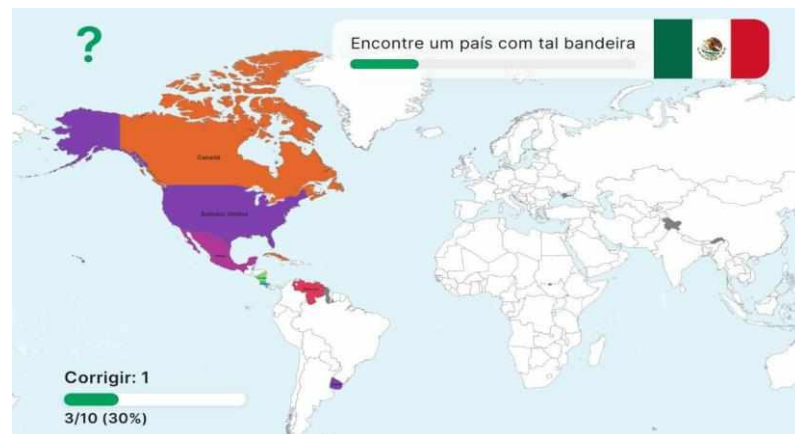 ?
Encontre um país com tal bandeira
Canadá
Estados Unidos
Corrigir: 1
3/10 (30%)